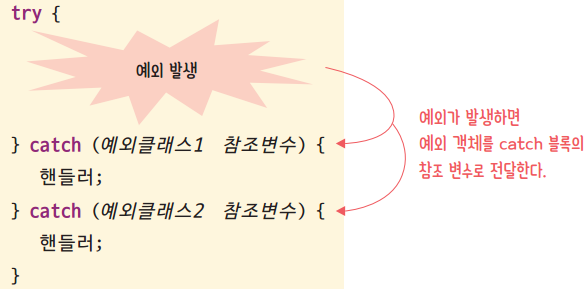 try {
예외 발생
} catch (예외클래스1 참조변수) {
핸들러;
} catch (예외클래스2 참조변수) {
핸들러;
}
예외가 발생하면
예외 객체를 catch 블록의
참조 변수로 전달한다.